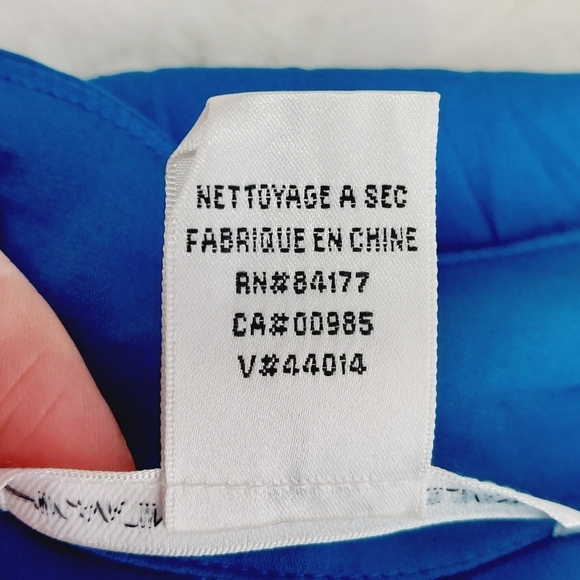 NETTOYAGE A SEC
FABRIQUE EN CHINE
RN#84177
CA#00985
V#44014